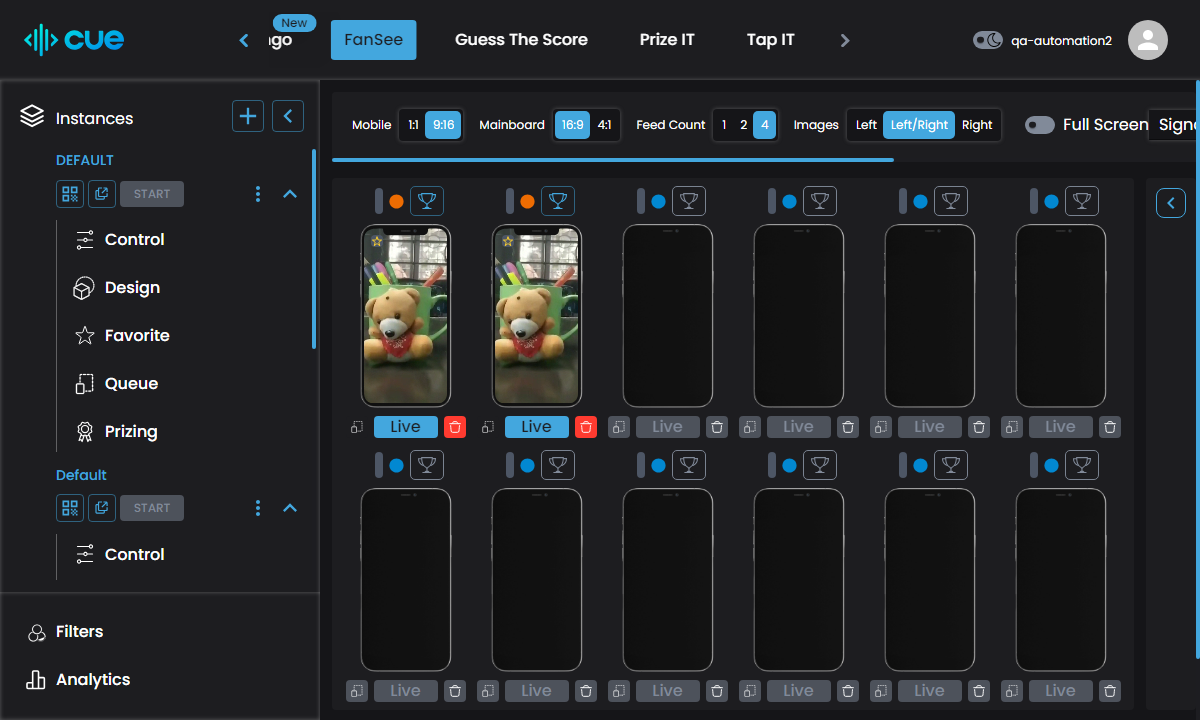 cue
New
ngo
FanSee
Guess The Score
Prize IT
Tap IT
qa-automation2
Instances
Mobile
1:1
9:16
Mainboard
16:9
4:1
Feed Count
1
2
4
Images
Left
Left/Right
Right
Full Screen
DEFAULT
START
Control
Design
Favorite
Queue
Prizing
Default
START
Control
Filters
Analytics
Live
Live
Live
Live
Live
Live
Live
Live
Live
Live
Live
Live